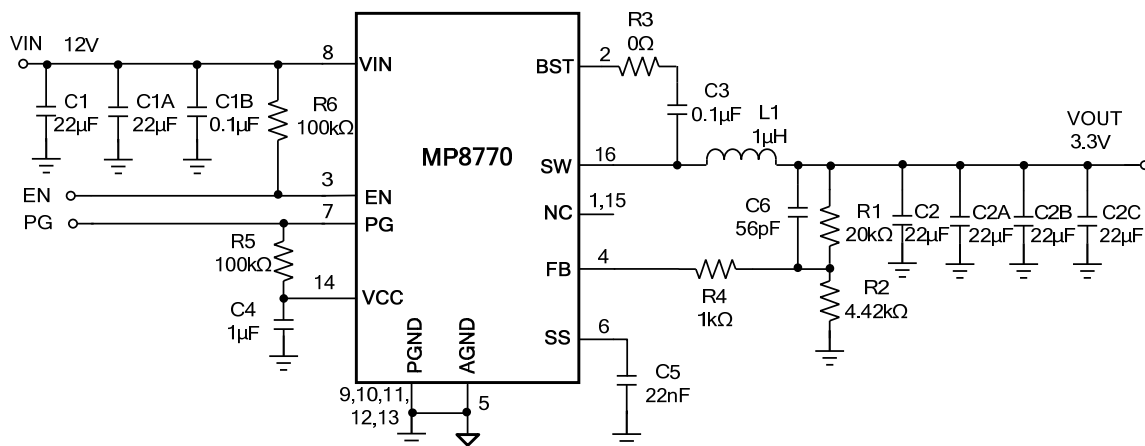 VIN
12V
8
VIN
C1
22µF
C1A
22µF
C1B
0.1µF
R6
100kΩ
EN
3
EN
PG
7
PG
R5
100kΩ
14
VCC
C4
1µF
MP8770
PGND
AGND
9,10,11,
12,13
5
BST
2
R3
0Ω
C3
0.1µF
L1
1µH
SW
16
NC
1,15
FB
4
R4
1kΩ
C6
56pF
R1
20kΩ
R2
4.42kΩ
SS
6
C5
22nF
C2
22µF
C2A
22µF
C2B
22µF
C2C
22µF
VOUT
3.3V